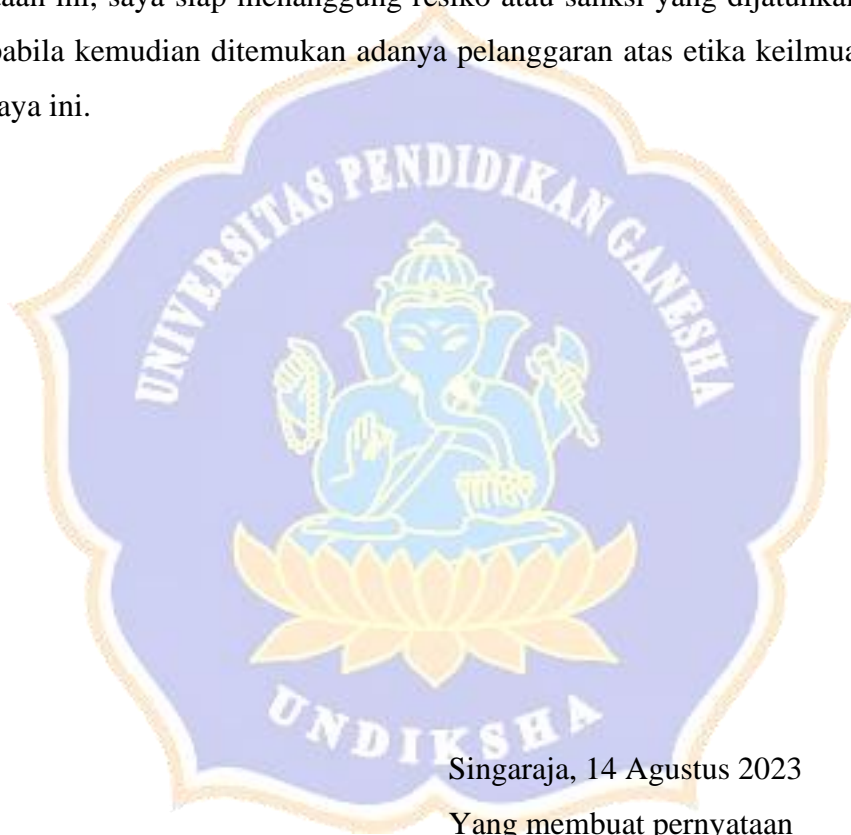 taan ini, saya siap menanggung resiko atau sanksi yang dijatuhkan
pabila kemudian ditemukan adanya pelanggaran atas etika keilmua
aya ini.
UNIVERSITAS PENDIDIKAN GANESHA
UNDIKSHA
Singaraja, 14 Agustus 2023
Yang membuat pernyataan